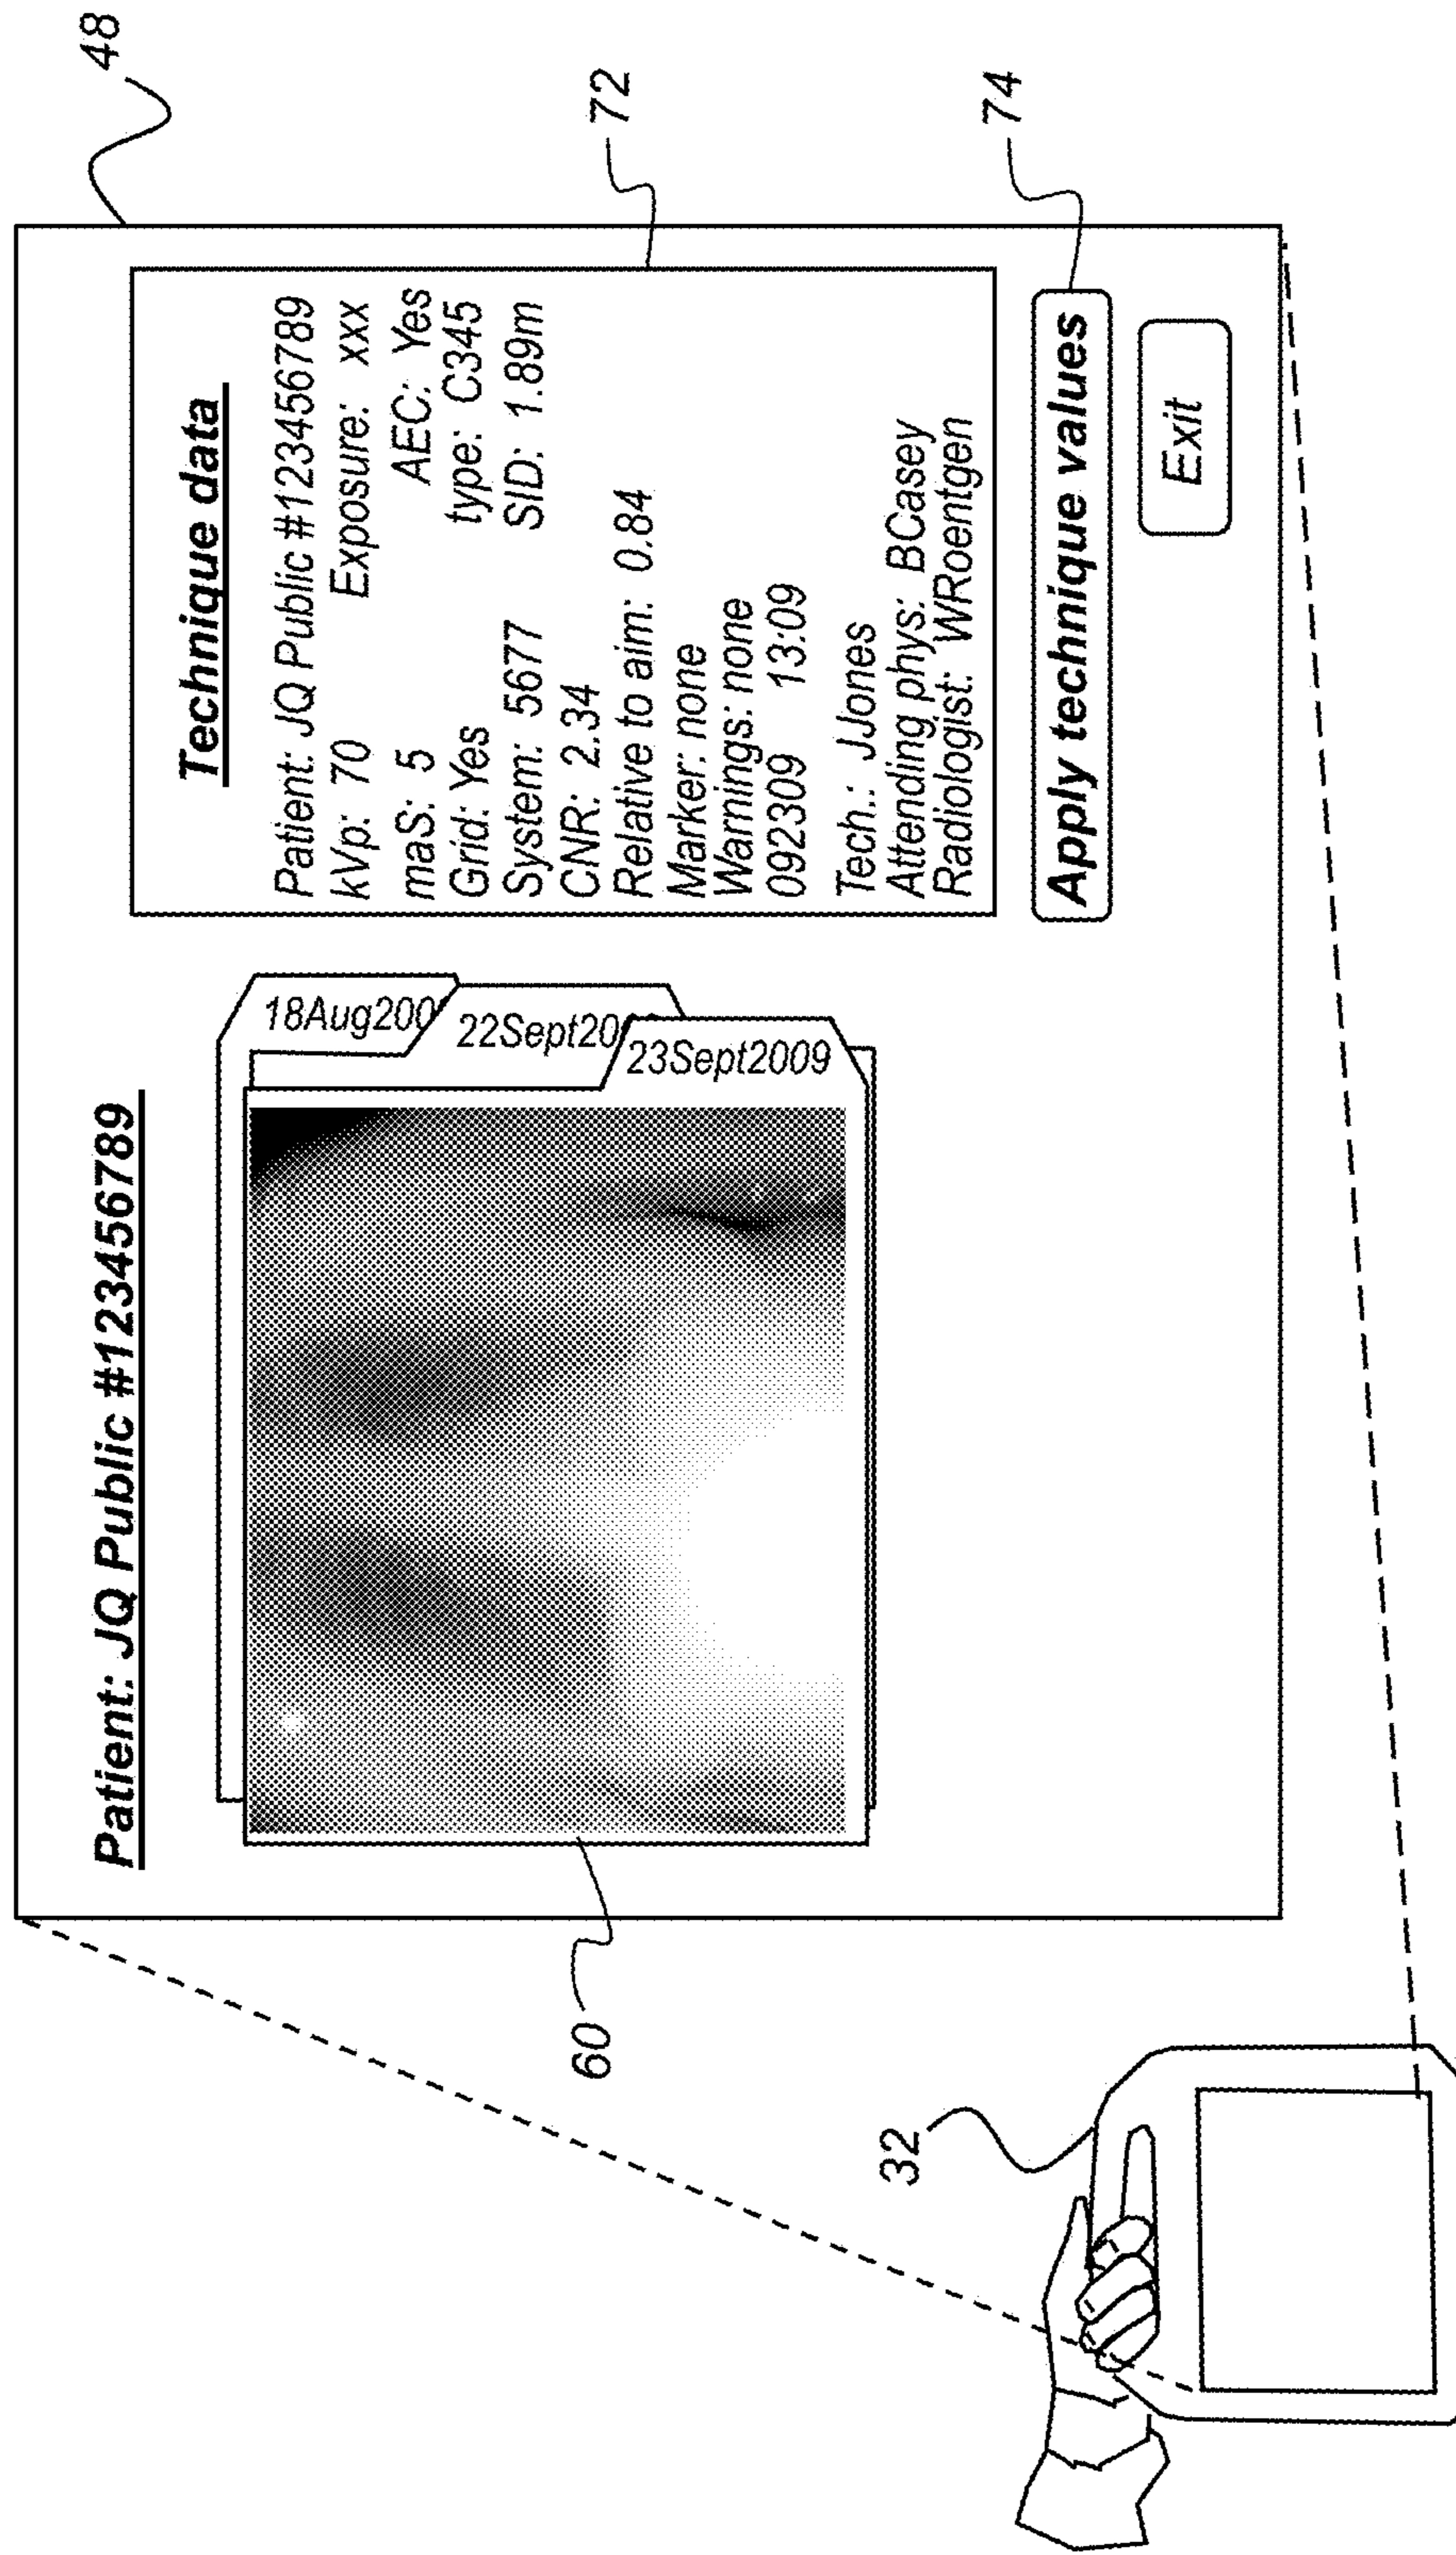 48
Patient: JQ Public #123456789
18Aug200
22Sept20
23Sept2009
60
Technique data
Patient: JQ Public #123456789
kVp: 70 Exposure: xxx
maS: 5 AEC: Yes
Grid: Yes type: C345
System: 5677 SID: 1.89m
CNR: 2.34
Relative to aim: 0.84
Marker: none
Warnings: none
092309 13:09
Tech.: JJones
Attending phys: BCasey
Radiologist: WRoentgen
72
Apply technique values
74
Exit
32